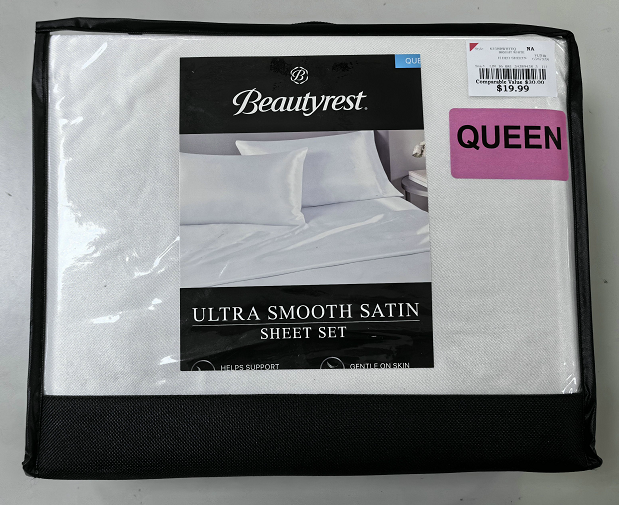 QUE
B
Beautyrest®
NA
Comparable Value $30.00
$19.99
QUEEN
ULTRA SMOOTH SATIN
SHEET SET
HELPS SUPPORT
GENTLE ON SKIN